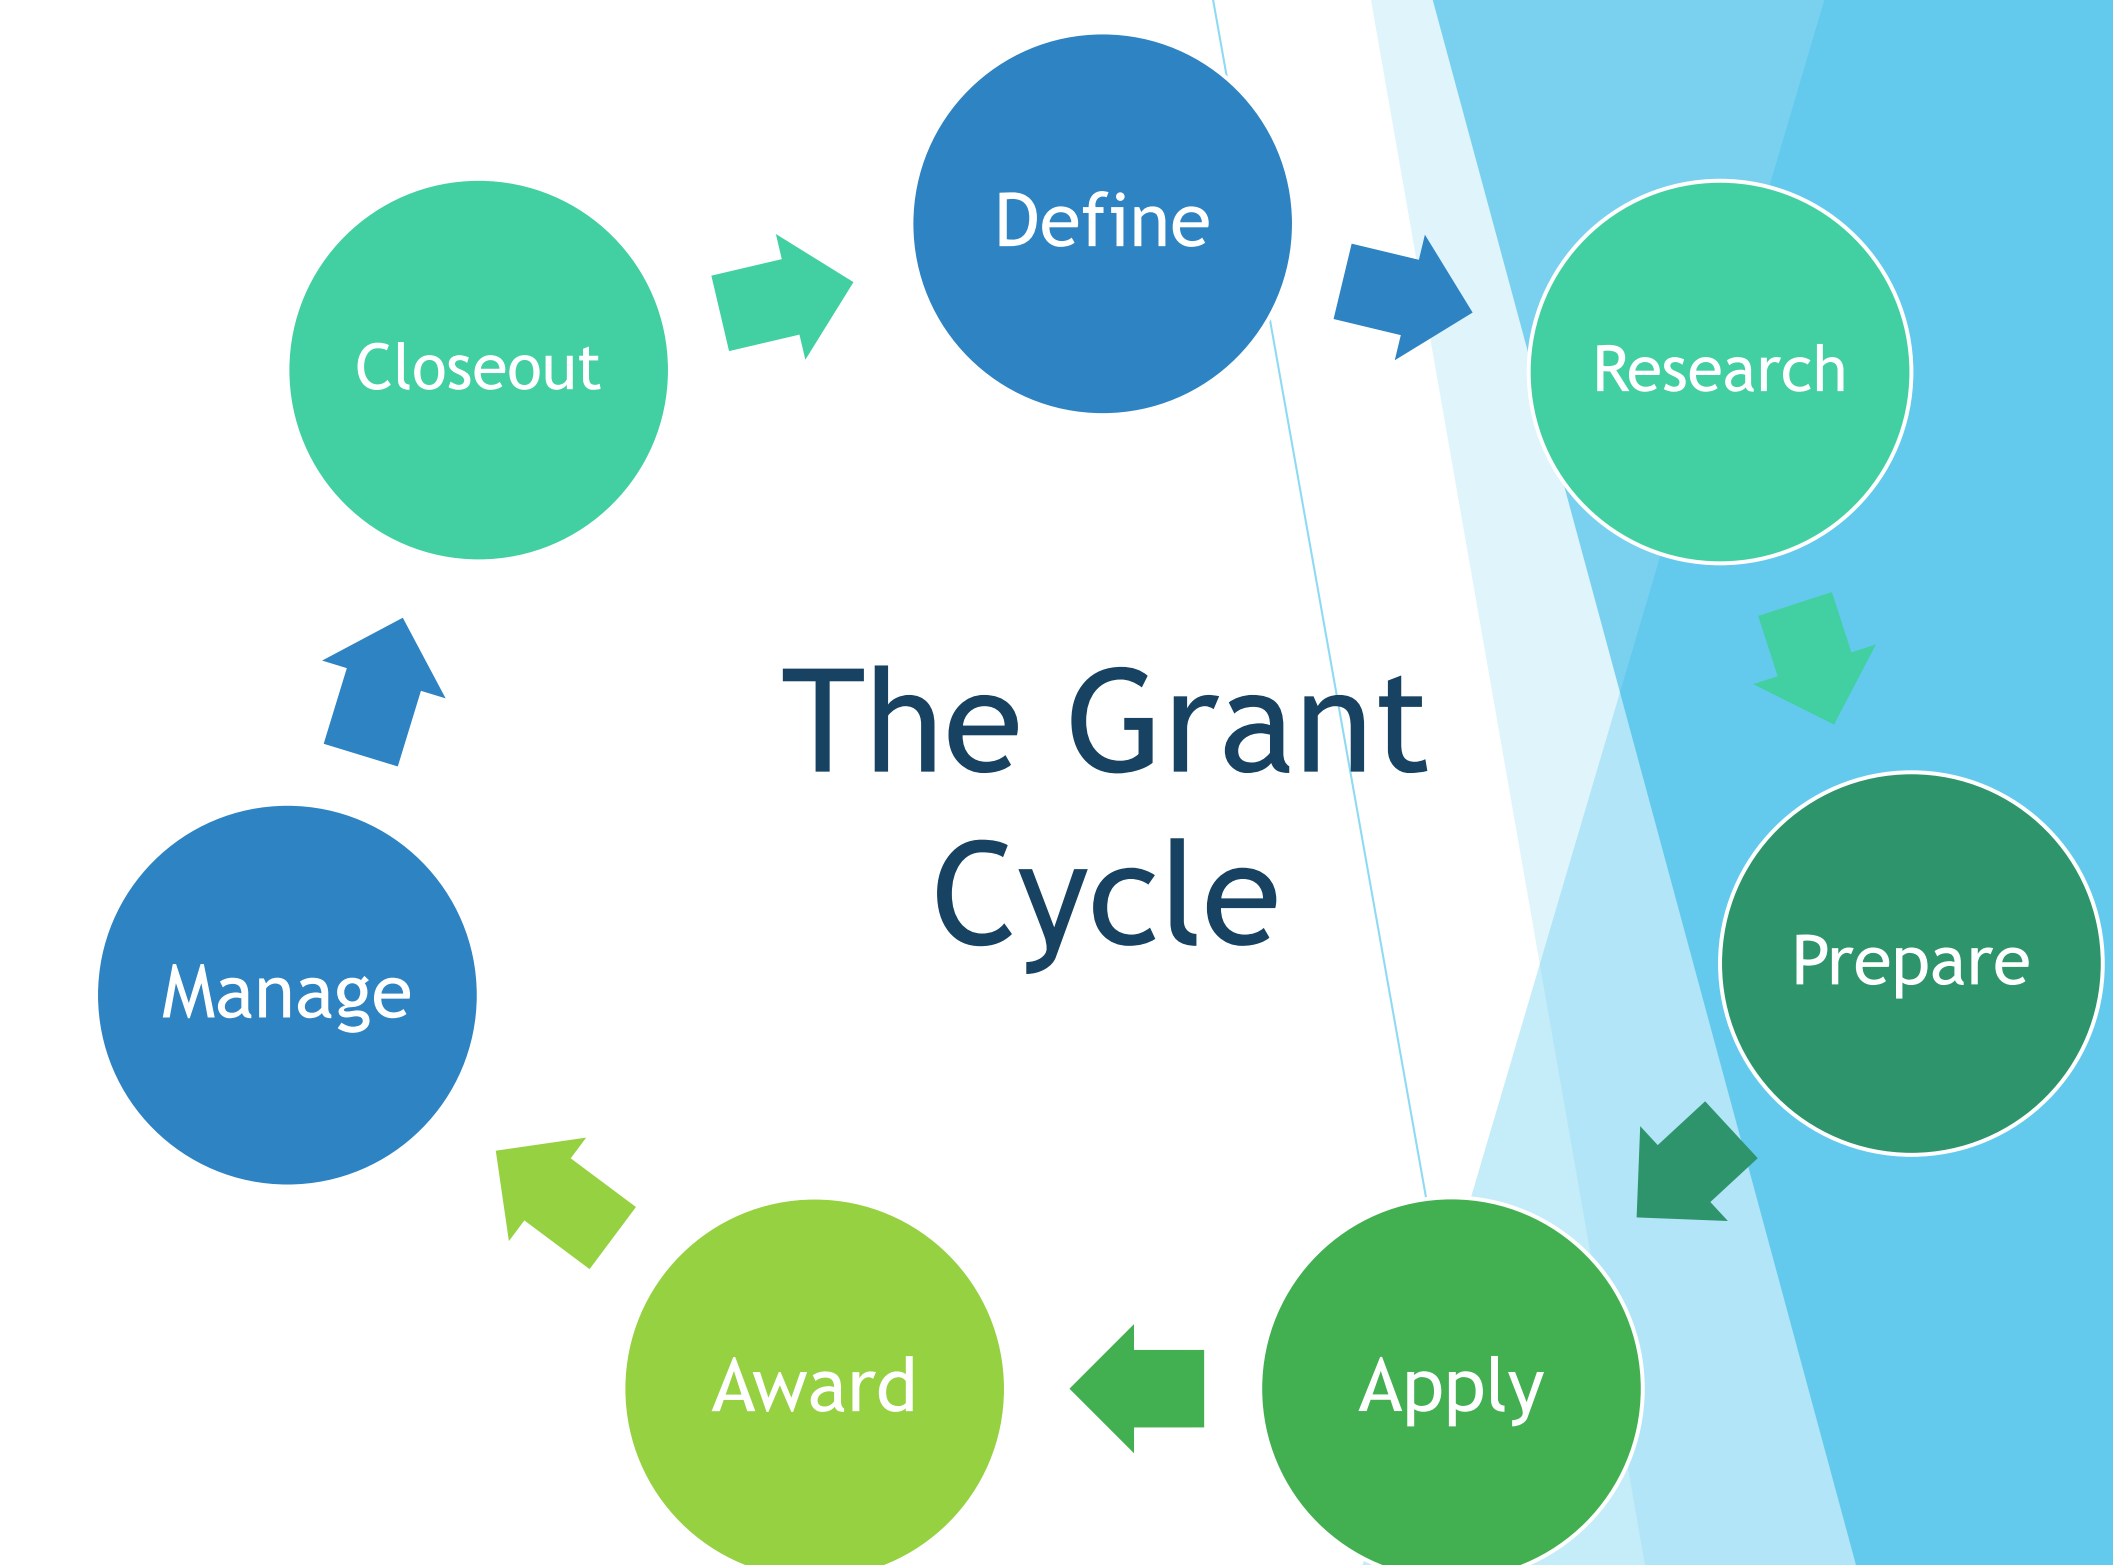 Define
Research
Prepare
Apply
Award
Manage
Closeout
The Grant
Cycle